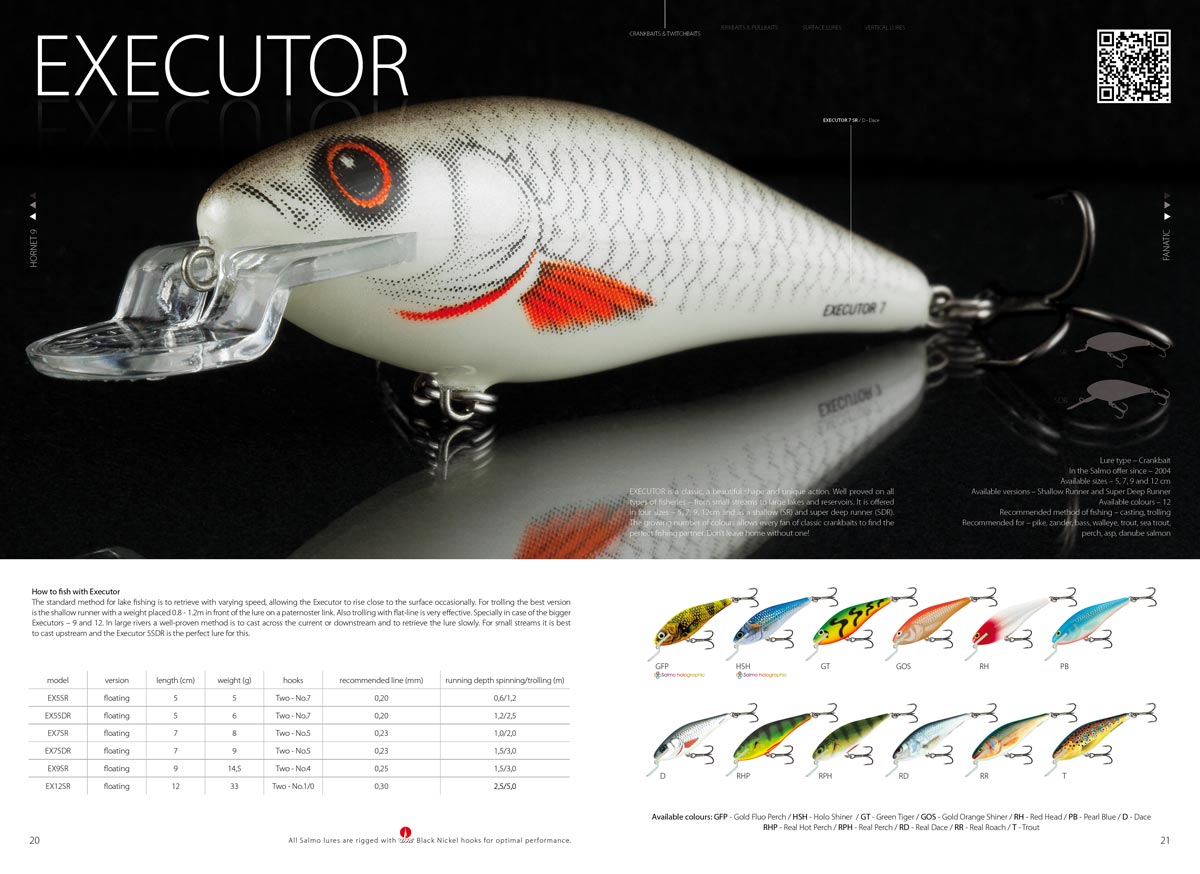 EXECUTOR
CRANKBAITS & TWITCHBAITS
JERKBAITS & PULLBAITS
SURFACE LURES
VERTICAL LURES
EXECUTOR 7 SR / D - Dace
HORNET 9
FANATIC
EXECUTOR 7
SR
SDR
Lure type – Crankbait
In the Salmo offer since – 2004
Available sizes – 5, 7, 9 and 12 cm
Available versions – Shallow Runner and Super Deep Runner
Available colours – 12
Recommended method of fishing – casting, trolling
Recommended for – pike, zander, bass, walleye, trout, sea trout,
perch, asp, danube salmon
EXECUTOR is a classic, a beautiful shape and unique action. Well proved on all
types of fisheries – from small streams to large lakes and reservoirs. It is offered
in four sizes – 5, 7, 9, 12cm and as a shallow (SR) and super deep runner (SDR).
The growing number of colours allows every fan of classic crankbaits to find the
perfect fishing partner. Don't leave home without one!
How to fish with Executor
The standard method for lake fishing is to retrieve with varying speed, allowing the Executor to rise close to the surface occasionally. For trolling the best version
is the shallow runner with a weight placed 0.8 - 1.2m in front of the lure on a paternoster link. Also trolling with flat-line is very effective. Specially in case of the bigger
Executors – 9 and 12. In large rivers a well-proven method is to cast across the current or downstream and to retrieve the lure slowly. For small streams it is best
to cast upstream and the Executor 5SDR is the perfect lure for this.
model version length (cm) weight (g) hooks recommended line (mm) running depth spinning/trolling (m)
EX5SR floating 5 5 Two - No.7 0,20 0,6/1,2
EX5SDR floating 5 6 Two - No.7 0,20 1,2/2,5
EX7SR floating 7 8 Two - No.5 0,23 1,0/2,0
EX7SDR floating 7 9 Two - No.5 0,23 1,5/3,0
EX9SR floating 9 14,5 Two - No.4 0,25 1,5/3,0
EX12SR floating 12 33 Two - No.1/0 0,30 2,5/5,0
GFP HSH GT GOS RH PB
Salmo holographic Salmo holographic
D RHP RPH RD RR T
Available colours: GFP - Gold Fluo Perch / HSH - Holo Shiner / GT - Green Tiger / GOS - Gold Orange Shiner / RH - Red Head / PB - Pearl Blue / D - Dace
RHP - Real Hot Perch / RPH - Real Perch / RD - Real Dace / RR - Real Roach / T - Trout
20
All Salmo lures are rigged with Black Nickel hooks for optimal performance.
21